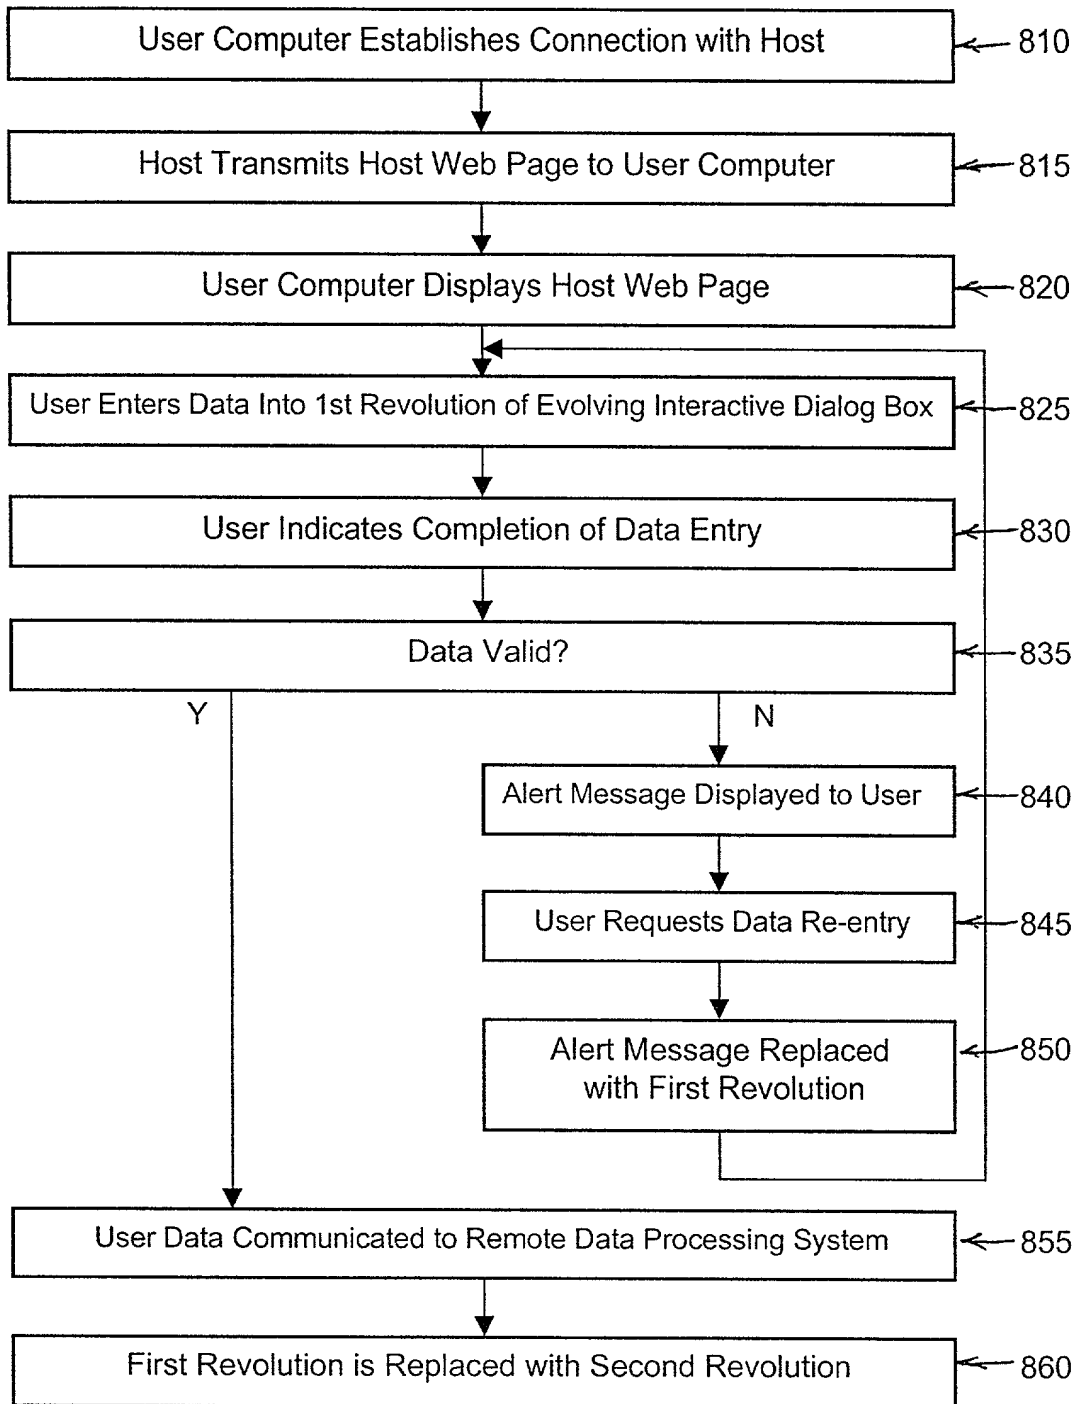 User Computer Establishes Connection with Host 810
Host Transmits Host Web Page to User Computer 815
User Computer Displays Host Web Page 820
User Enters Data Into 1st Revolution of Evolving Interactive Dialog Box 825
User Indicates Completion of Data Entry 830
Data Valid? 835
Y N
Alert Message Displayed to User 840
User Requests Data Re-entry 845
Alert Message Replaced 850
with First Revolution
User Data Communicated to Remote Data Processing System 855
First Revolution is Replaced with Second Revolution 860